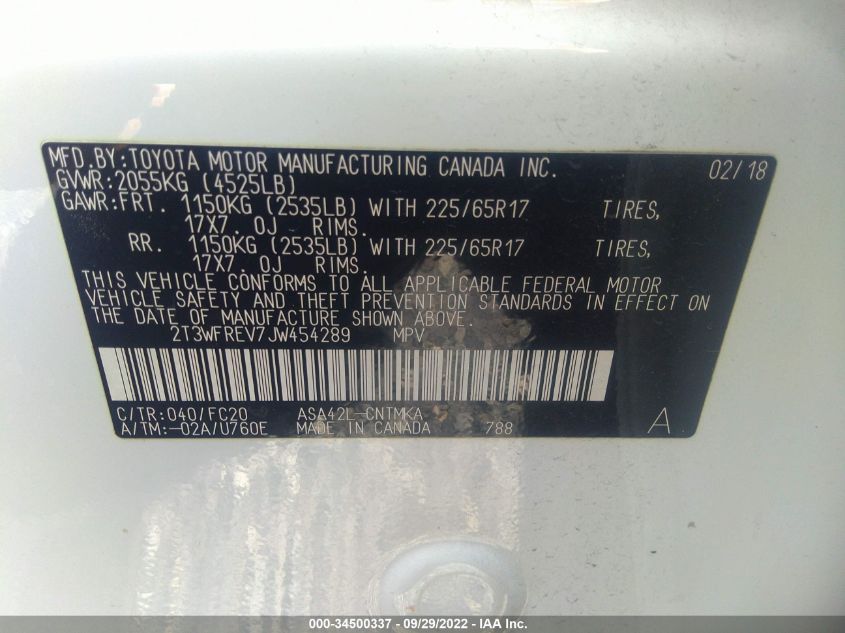 MFD.BY:TOYOTA MOTOR MANUFACTURING CANADA INC. 02/18
GVWR:2055KG (4525LB)
GAWR:FRT. 1150KG (2535LB) WITH 225/65R17 TIRES,
17X7.0J RIMS.
RR. 1150KG (2535LB) WITH 225/65R17 TIRES,
17X7.0J RIMS.
THIS VEHICLE CONFORMS TO ALL APPLICABLE FEDERAL MOTOR
VEHICLE SAFETY AND THEFT PREVENTION STANDARDS IN EFFECT ON
THE DATE OF MANUFACTURE SHOWN ABOVE.
2T3WFREV7JW454289 MPV
C/TR:040/FC20 ASA42L-CNTMKA
A/TM:-02A/U760E MADE IN CANADA 788 A
000-34500337 - 09/29/2022 - IAA Inc.